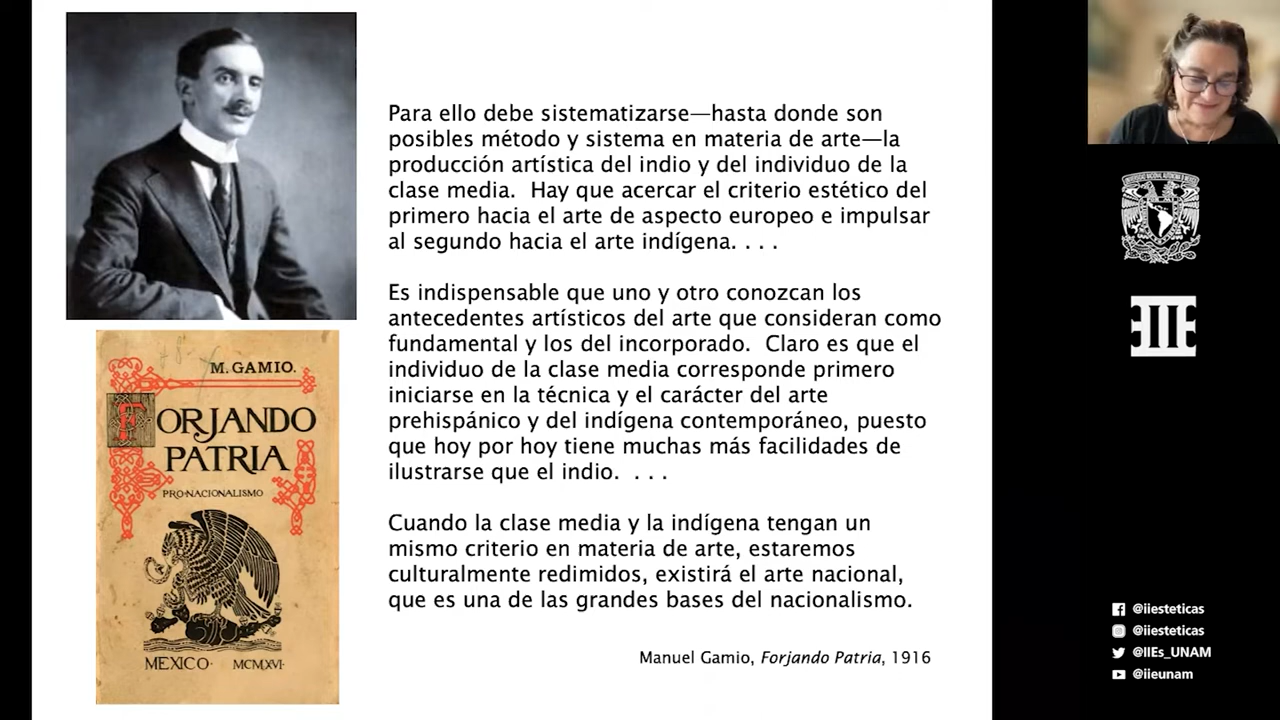 Para ello debe sistematizarse—hasta donde son
posibles método y sistema en materia de arte—la
producción artística del indio y del individuo de la
clase media.  Hay que acercar el criterio estético del
primero hacia el arte de aspecto europeo e impulsar
al segundo hacia el arte indígena. . . .
Es indispensable que uno y otro conozcan los
antecedentes artísticos del arte que consideran como
fundamental y los del incorporado.  Claro es que el
individuo de la clase media corresponde primero
iniciarse en la técnica y el carácter del arte
prehispánico y del indígena contemporáneo, puesto
que hoy por hoy tiene muchas más facilidades de
ilustrarse que el indio.  . . .
Cuando la clase media y la indígena tengan un
mismo criterio en materia de arte, estaremos
culturalmente redimidos, existirá el arte nacional,
que es una de las grandes bases del nacionalismo.
Manuel Gamio, Forjando Patria, 1916
M. GAMIO.
FORJANDO
PATRIA
PRO·NACIONALISMO
MEXICO· MCMXVI·
@iiesteticas
@iiesteticas
@IIEs_UNAM
@iieunam